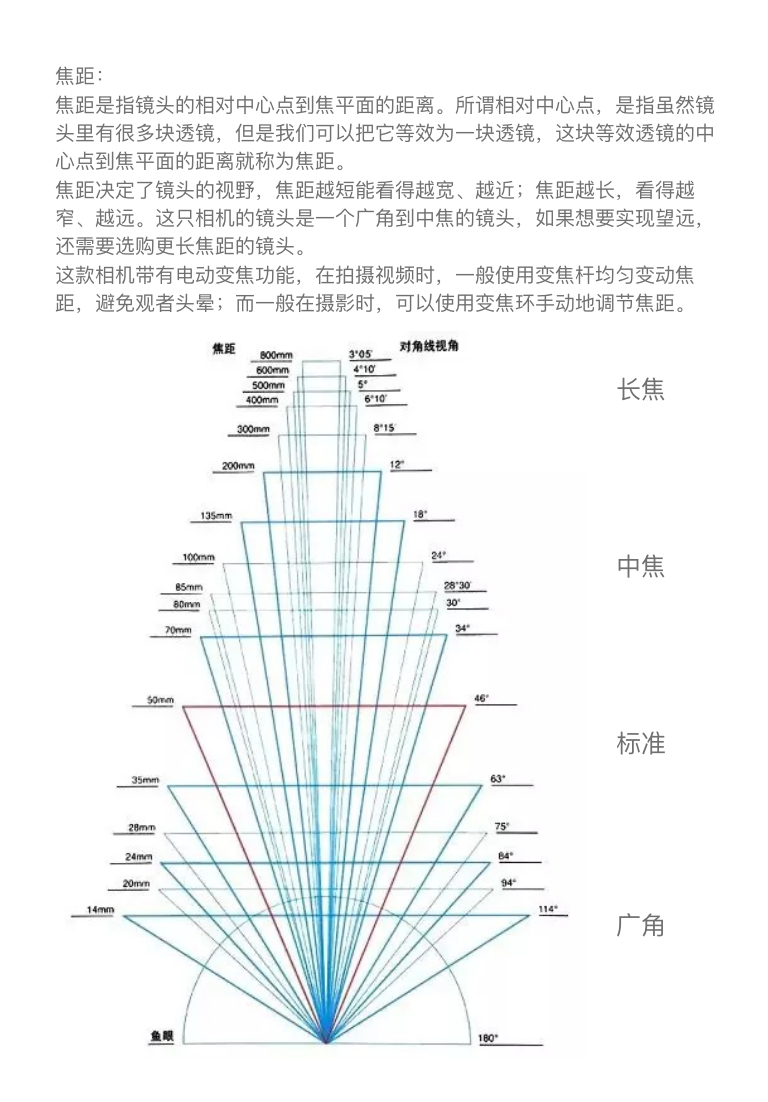 焦距：
焦距是指镜头的相对中心点到焦平面的距离。所谓相对中心点，是指虽然镜
头里有很多块透镜，但是我们可以把它等效为一块透镜，这块等效透镜的中
心点到焦平面的距离就称为焦距。
焦距决定了镜头的视野，焦距越短能看得越宽、越近；焦距越长，看得越
窄、越远。这只相机的镜头是一个广角到中焦的镜头，如果想要实现望远，
还需要选购更长焦距的镜头。
这款相机带有电动变焦功能，在拍摄视频时，一般使用变焦杆均匀变动焦
距，避免观者头晕；而一般在摄影时，可以使用变焦环手动地调节焦距。
焦距 对角线视角
800mm 3°05′
600mm 4°10′
长焦
500mm 5°
400mm 6°10′
300mm 8°15′
200mm 12°
135mm 18°
100mm 24°
中焦
85mm 28°30′
80mm 30°
70mm 34°
50mm 46°
标准
35mm 63°
28mm 75°
24mm 84°
20mm 94°
14mm 114°
广角
鱼眼 180°